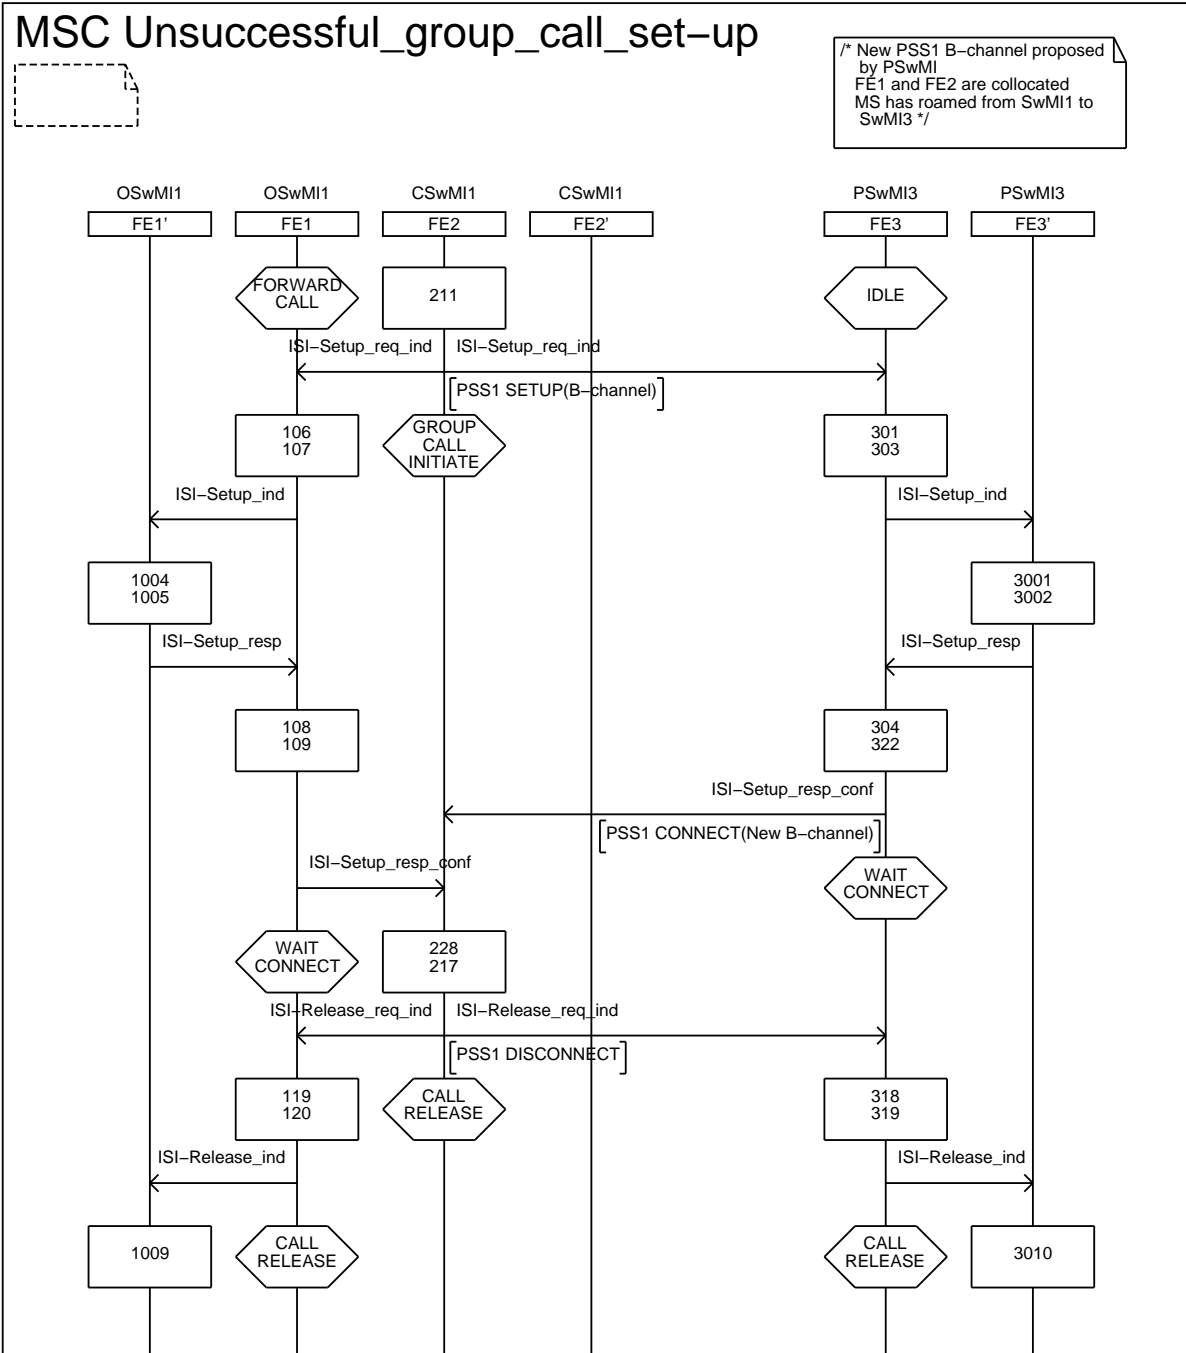 MSC Unsuccessful_group_call_set−up
/* New PSS1 B−channel proposed
by PSwMI
FE1 and FE2 are collocated
MS has roamed from SwMI1 to
SwMI3 */
OSwMI1 OSwMI1 CSwMI1 CSwMI1 PSwMI3 PSwMI3
FE1' FE1 FE2 FE2' FE3 FE3'
FORWARD
CALL
211
IDLE
ISI−Setup_req_ind ISI−Setup_req_ind
PSS1 SETUP(B−channel)
106
107
GROUP
CALL
INITIATE
301
303
ISI−Setup_ind ISI−Setup_ind
1004
1005
3001
3002
ISI−Setup_resp ISI−Setup_resp
108
109
304
322
ISI−Setup_resp_conf
PSS1 CONNECT(New B−channel)
ISI−Setup_resp_conf
WAIT
CONNECT
WAIT
CONNECT
228
217
ISI−Release_req_ind ISI−Release_req_ind
PSS1 DISCONNECT
119
120
CALL
RELEASE
318
319
ISI−Release_ind ISI−Release_ind
1009
CALL
RELEASE
CALL
RELEASE
3010